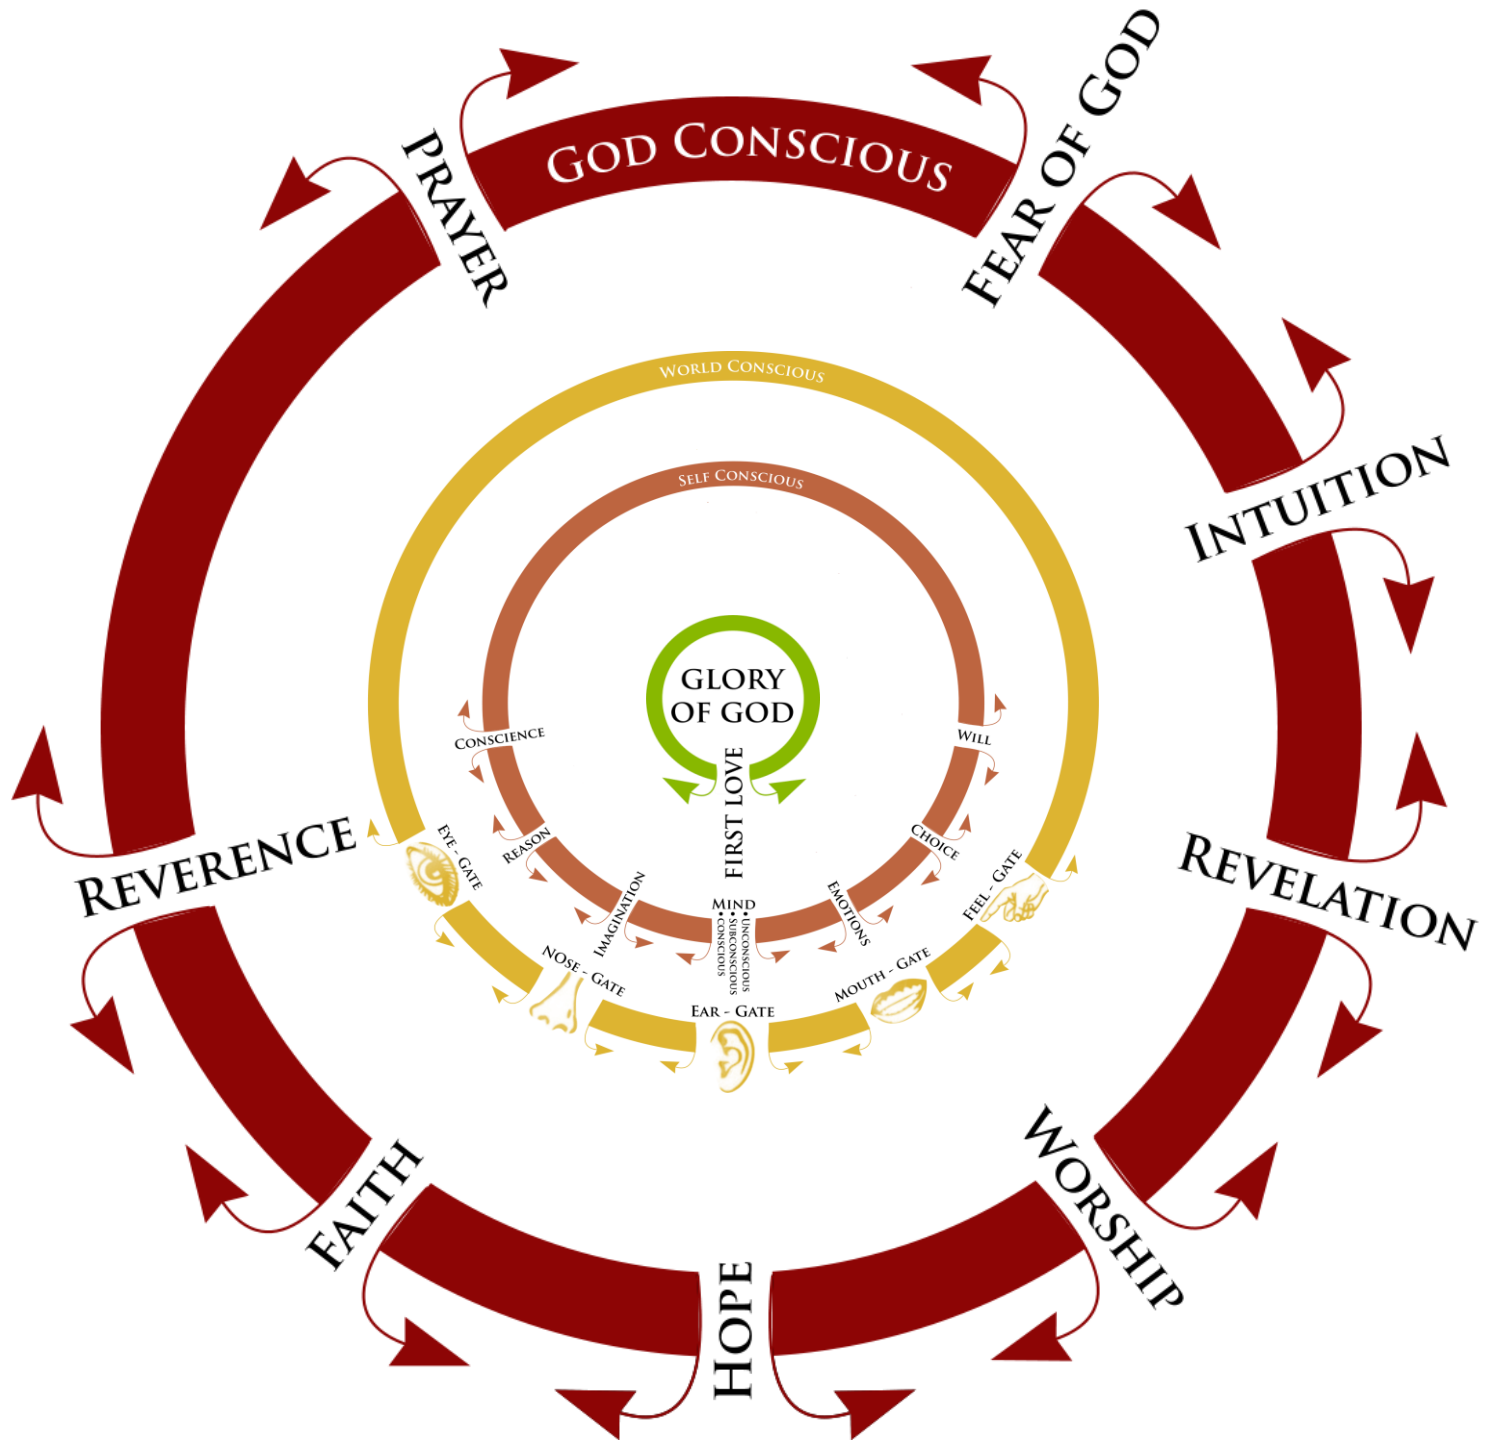 God Conscious
Prayer
Fear of God
Intuition
Revelation
Worship
Hope
Faith
Reverence
World Conscious
Eye - Gate
Nose - Gate
Ear - Gate
Mouth - Gate
Feel - Gate
Self Conscious
Conscience
Reason
Imagination
Mind
•Unconscious
•Subconscious
•Conscious
Emotions
Choice
Will
GLORY
OF GOD
FIRST LOVE